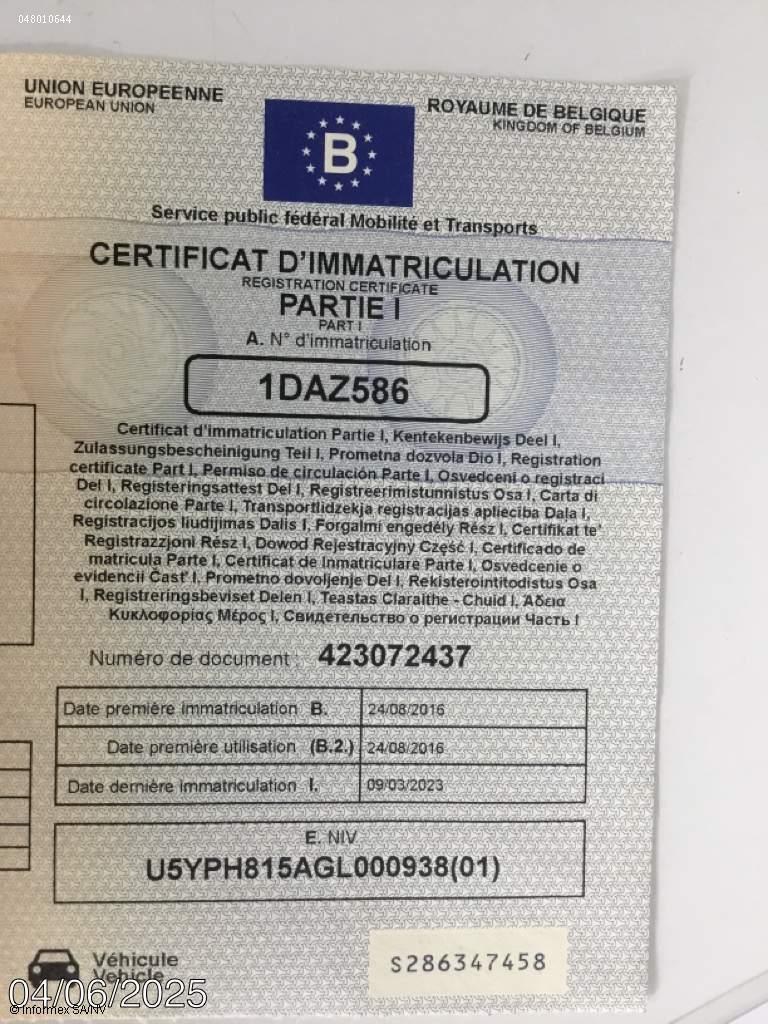 048010644
UNION EUROPEENNE
EUROPEAN UNION
B
ROYAUME DE BELGIQUE
KINGDOM OF BELGIUM
Service public fédéral Mobilité et Transports
CERTIFICAT D'IMMATRICULATION
REGISTRATION CERTIFICATE
PARTIE I
PART I
A. N° d'immatriculation
1DAZ586
Certificat d'immatriculation Partie I, Kentekenbewijs Deel I,
Zulassungsbescheinigung Teil I, Prometna dozvola Dio I, Registration
certificate Part I, Permiso de circulación Parte I, Osvedceni o registraci
Del I, Registeringsattest Del I, Registreerimistunnistus Osa I, Carta di
circolazione Parte I, Transportlidzekja registracijas aplieciba Dala I,
Registracijos liudijimas Dalis I, Forgalmi engedély Rész I, Certifikat te'
Registrazzjoni Rész I, Dowod Rejestracyjny Część I, Certificado de
matricula Parte I, Certificat de Inmatriculare Parte I, Osvedcenie o
evidencii Čast' I, Prometno dovoljenje Del I, Rekisterointitodistus Osa
I, Registreringsbeviset Delen I, Teastas Claraithe - Chuid I, Άδεια
Κυκλοφορίας Μέρος I, Свидетельство о регистрации Часть I
Numéro de document : 423072437
Date première immatriculation B. 24/08/2016
Date première utilisation (B.2.) 24/08/2016
Date dernière immatriculation I. 09/03/2023
E. NIV
U5YPH815AGL000938(01)
Véhicule
Vehicle
S286347458
04/06/2025
© Informex SA/NV